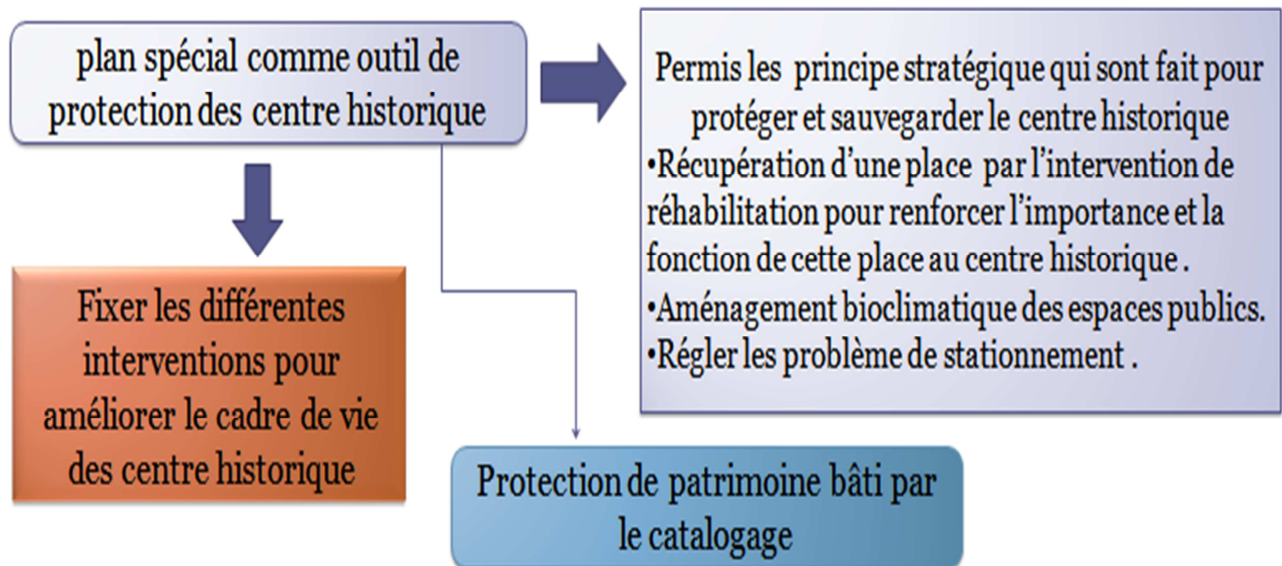 plan spécial comme outil de
protection des centre historique
Permis les principe stratégique qui sont fait pour
protéger et sauvegarder le centre historique
•Récupération d’une place par l’intervention de
réhabilitation pour renforcer l’importance et la
fonction de cette place au centre historique .
•Aménagement bioclimatique des espaces publics.
•Régler les problème de stationnement .
Fixer les différentes
interventions pour
améliorer le cadre de vie
des centre historique
Protection de patrimoine bâti par
le catalogage